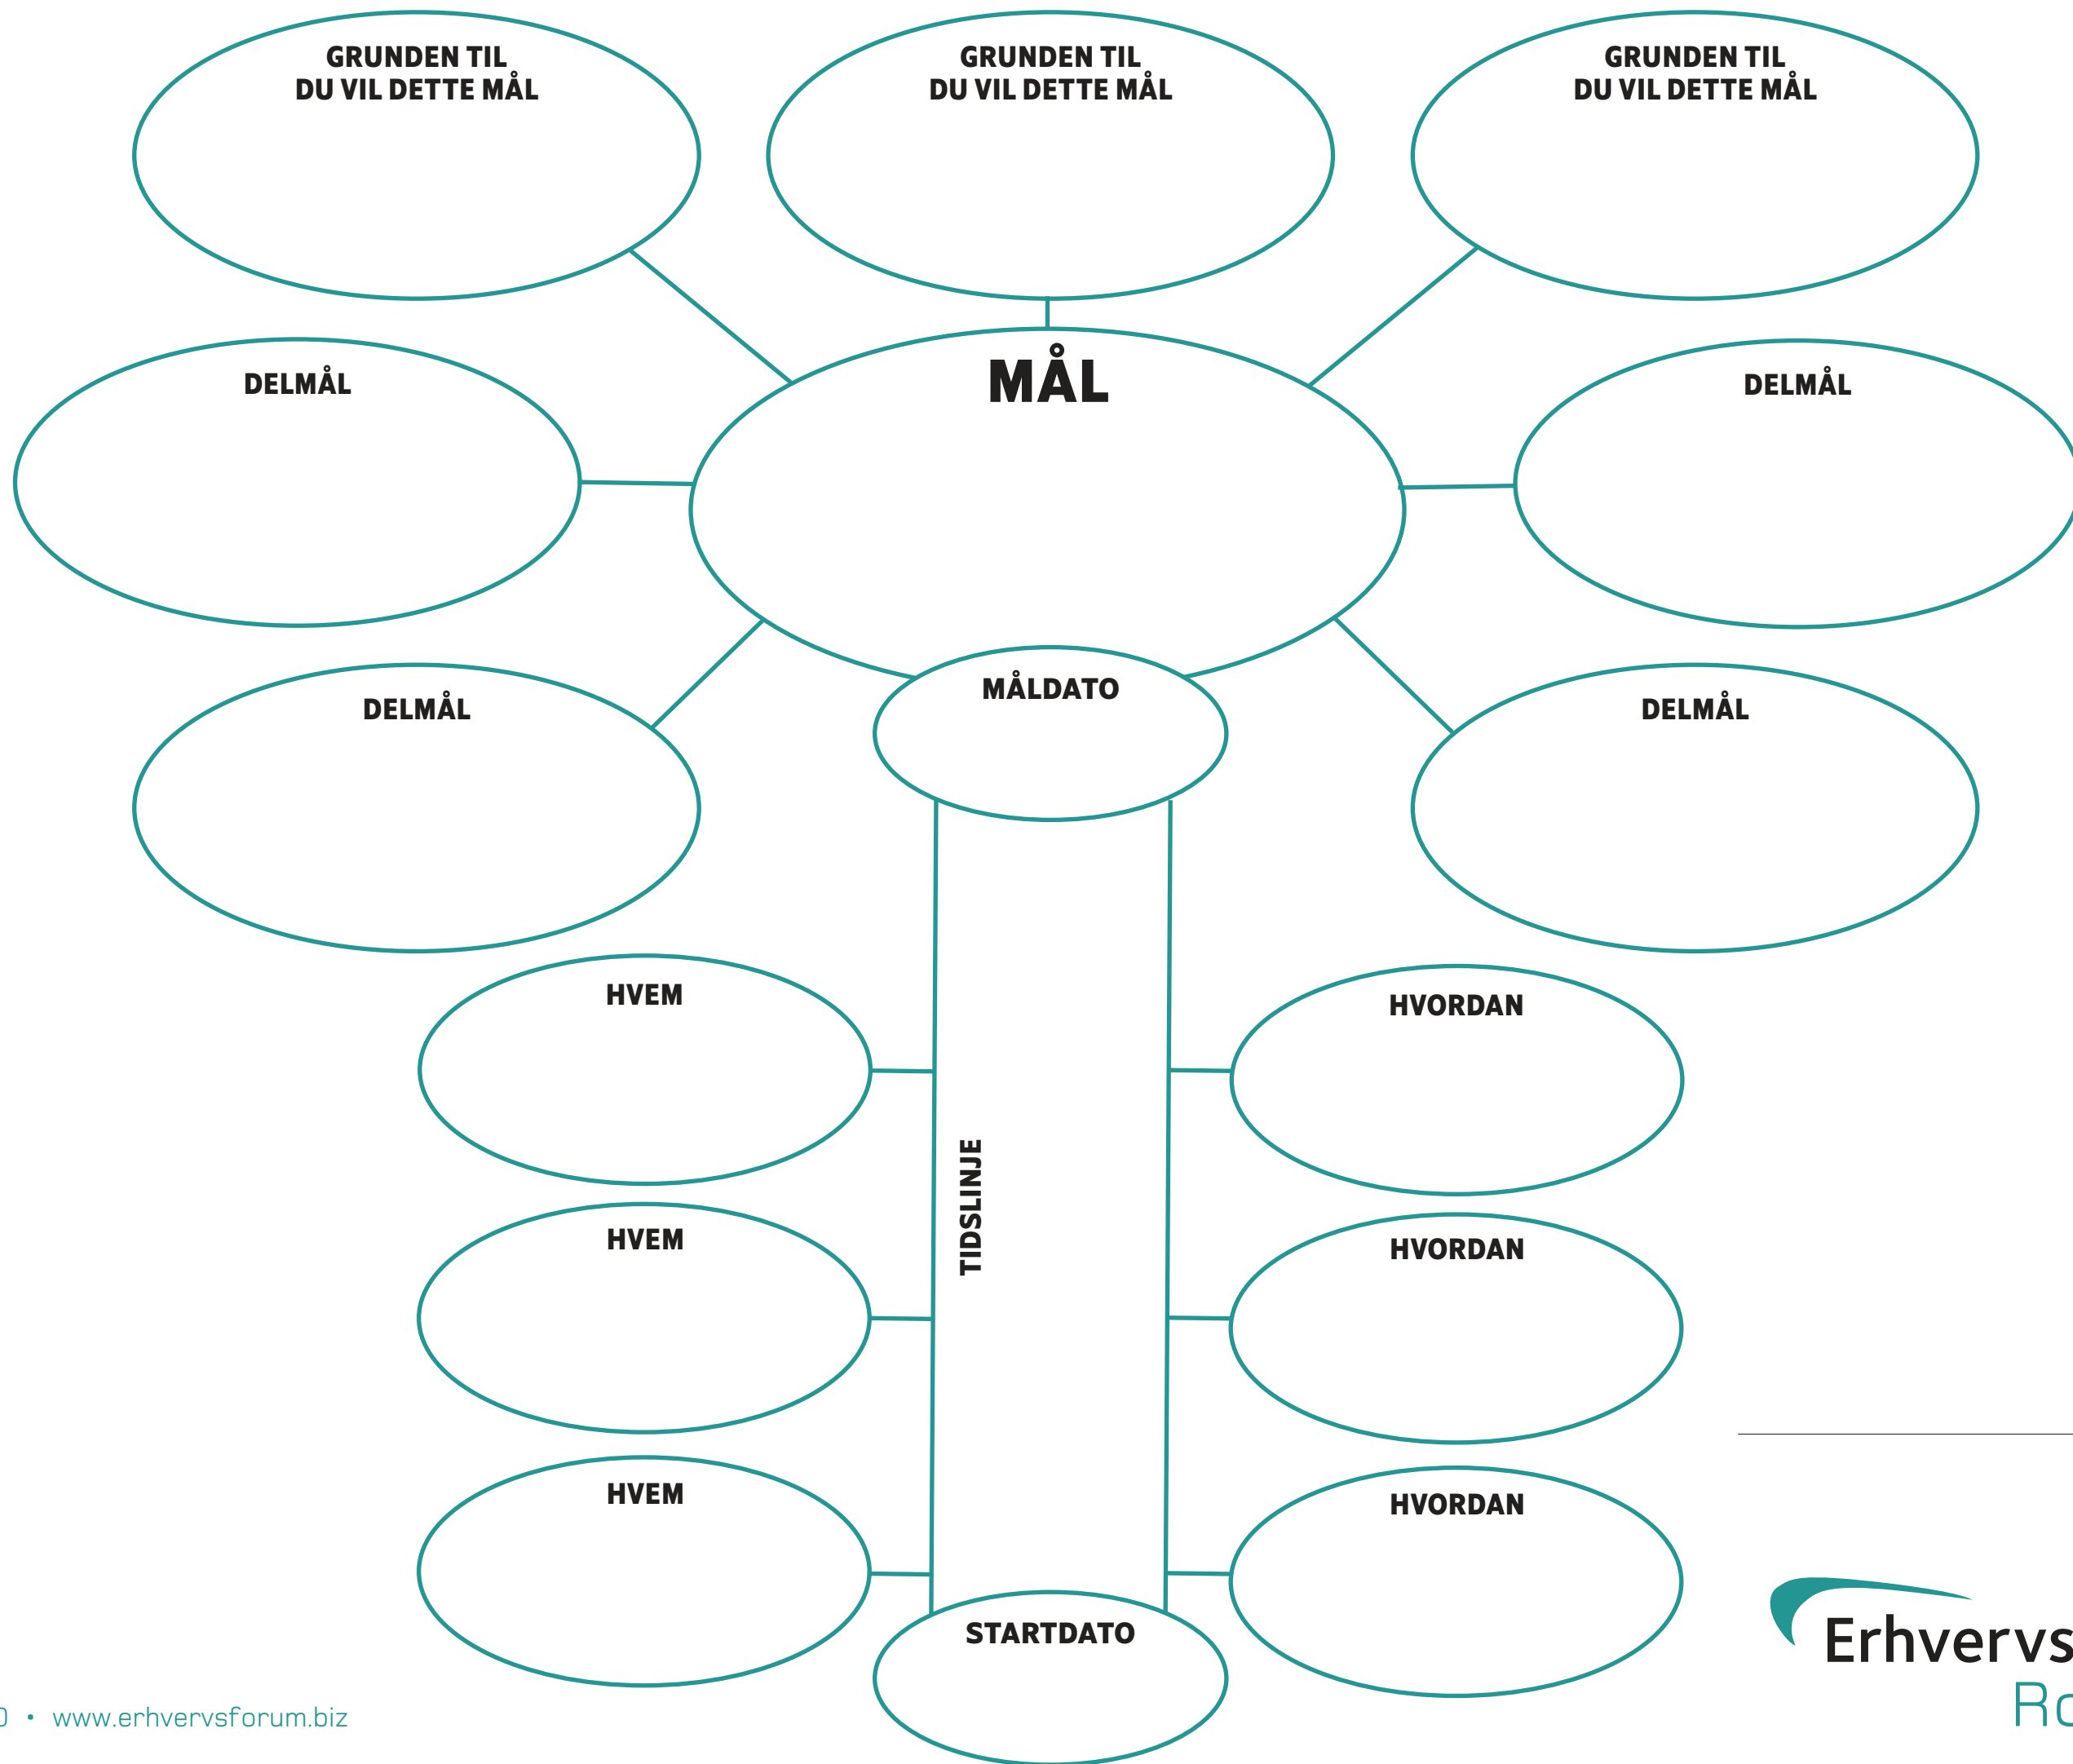 GRUNDEN TIL
DU VIL DETTE MÅL
GRUNDEN TIL
DU VIL DETTE MÅL
GRUNDEN TIL
DU VIL DETTE MÅL
DELMÅL
MÅL
DELMÅL
DELMÅL
MÅLDATO
DELMÅL
HVEM
HVORDAN
TIDSLINJE
HVEM
HVORDAN
HVEM
HVORDAN
STARTDATO
Erhvervs
Ro
• www.erhvervsforum.biz